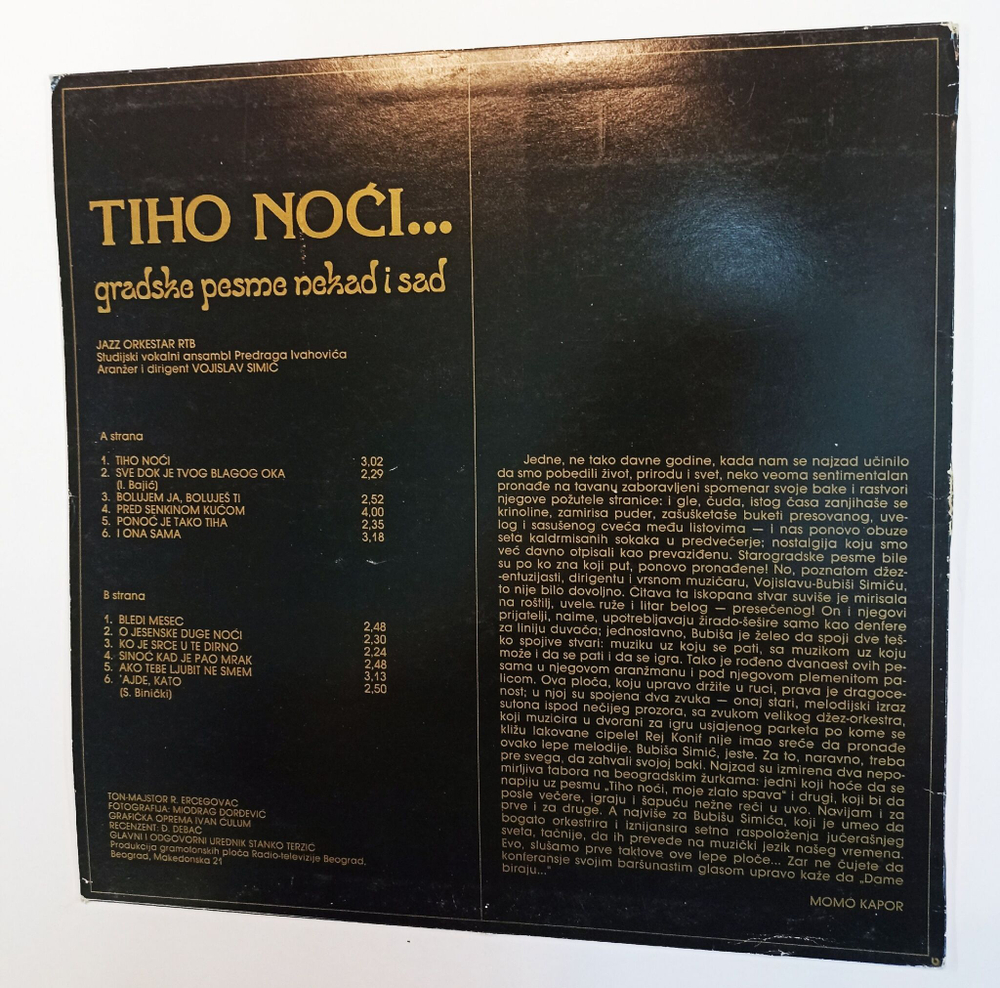 TIHO NOĆI...
gradske pesme nekad i sad
JAZZ ORKESTAR RTB
Studijski vokalni ansambl Predraga Ivahovića
Aranžer i dirigent VOJISLAV SIMIĆ
A strana
1. TIHO NOĆI 3,02
2. SVE DOK JE TVOG BLAGOG OKA 2,29
(I. Bajić)
3. BOLUJEM JA, BOLUJEŠ TI 2,52
4. PRED SENKINOM KUĆOM 4,00
5. PONOĆ JE TAKO TIHA 2,35
6. I ONA SAMA 3,18
B strana
1. BLEDI MESEC 2,48
2. O JESENSKE DUGE NOĆI 2,30
3. KO JE SRCE U TE DIRNO 2,24
4. SINOĆ KAD JE PAO MRAK 2,48
5. AKO TEBE LJUBIT NE SMEM 3,13
6. 'AJDE, KATO 2,50
(S. Binički)
TON-MAJSTOR R. ERCEGOVAC
FOTOGRAFIJA: MIODRAG ĐORĐEVIĆ
GRAFIČKA OPREMA IVAN ĆULUM
RECENZENT: D. DEBAČ
GLAVNI I ODGOVORNI UREDNIK STANKO TERZIĆ
Produkcija gramofonskih ploča Radio-televizije Beograd,
Beograd, Makedonska 21
Jedne, ne tako davne godine, kada nam se najzad učinilo
da smo pobedili život, prirodu i svet, neko veoma sentimentalan
pronađe na tavanu zaboravljeni spomenar svoje bake i rastvori
njegove požutele stranice: i gle, čuda, istog časa zanjihaše se
krinoline, zamirisa puder, zašušketaše buketi presovanog, uve-
log i sasušenog cveća među listovima — i nas ponovo obuze
seta kaldrmisanih sokaka u predvečerje; nostalgija koju smo
već davno otpisali kao prevaziđenu. Starogradske pesme bile
su po ko zna koji put, ponovo pronađene! No, poznatom džez-
-entuzijasti, dirigentu i vrsnom muzičaru, Vojislavu-Bubiši Simiću,
to nije bilo dovoljno. Čitava ta iskopana stvar suviše je mirisala
na roštilj, uvele ruže i litar belog — presečenog! On i njegovi
prijatelji, naime, upotrebljavaju žirado-šešire samo kao denfere
za liniju duvača; jednostavno, Bubiša je želeo da spoji dve teš-
ko spojive stvari: muziku uz koju se pati, sa muzikom uz koju
može i da se pati i da se igra. Tako je rođeno dvanaest ovih pe-
sama u njegovom aranžmanu i pod njegovom plemenitom pa-
licom. Ova ploča, koju upravo držite u ruci, prava je dragoce-
nost; u njoj su spojena dva zvuka — onaj stari, melodijski izraz
sutona ispod nečijeg prozora, sa zvukom velikog džez-orkestra,
koji muzicira u dvorani za igru usjajenog parketa po kome se
kližu lakovane cipele! Rej Konif nije imao sreće da pronađe
ovako lepe melodije. Bubiša Simić, jeste. Za to, naravno, treba
pre svega, da zahvali svojoj baki. Najzad su izmirena dva nepo-
mirljiva tabora na beogradskim žurkama: jedni koji hoće da se
napiju uz pesmu „Tiho noći, moje zlato spava" i drugi, koji bi da
posle večere, igraju i šapuću nežne reči u uvo. Navijam i za
prve i za druge. A najviše za Bubišu Simića, koji je umeo da
bogato orkestrira i iznijansira setna raspoloženja jučerašnjeg
sveta, tačnije, da ih prevede na muzički jezik našeg vremena.
Evo, slušamo prve taktove ove lepe ploče... Zar ne čujete da
konferansje svojim baršunastim glasom upravo kaže da „Dame
biraju..."
MOMO KAPOR